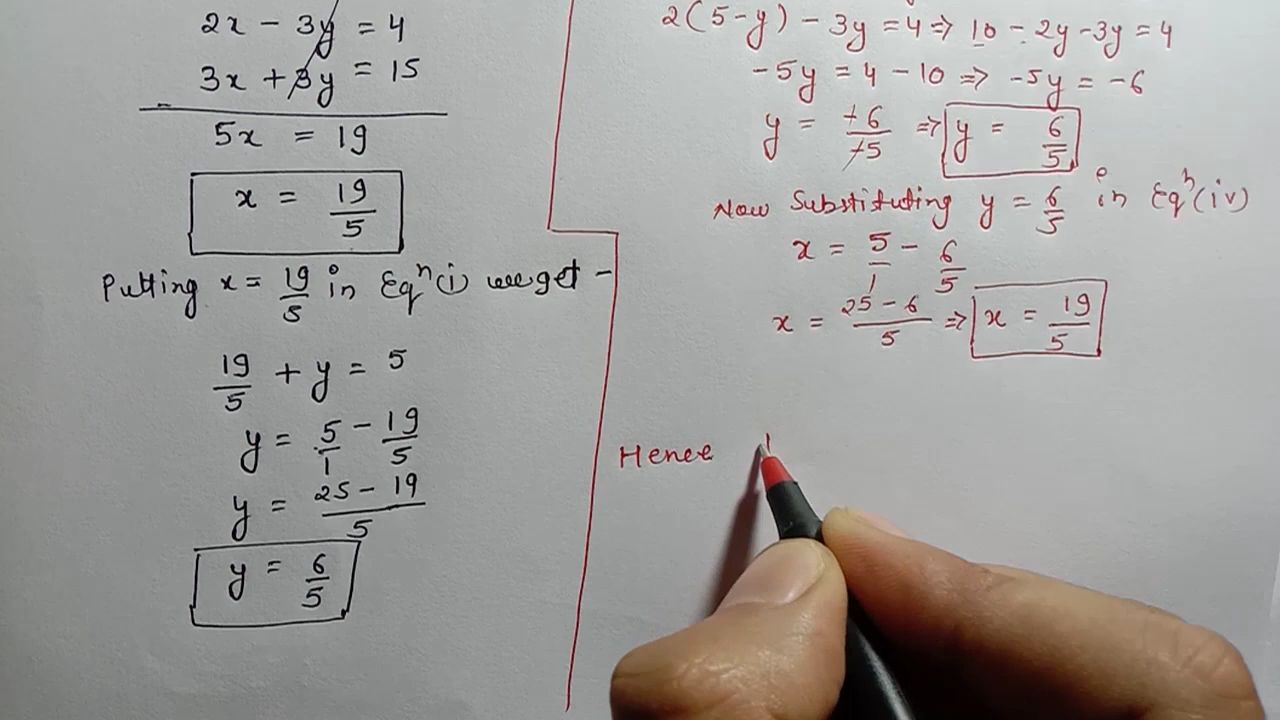 2x - 3y = 4
3x + 3y = 15
5x = 19
x = 19/5
Putting x = 19/5 in Eqⁿ(i) we get -
19/5 + y = 5
y = 5/1 - 19/5
y = 25 - 19/5
y = 6/5
2(5-y) - 3y = 4 ⇒ 10 - 2y - 3y = 4
-5y = 4 - 10 ⇒ -5y = -6
y = -6/-5 ⇒ y = 6/5
Now Substituting y = 6/5 in Eqⁿ(iv)
x = 5/1 - 6/5
x = 25 - 6/5 ⇒ x = 19/5
Hence